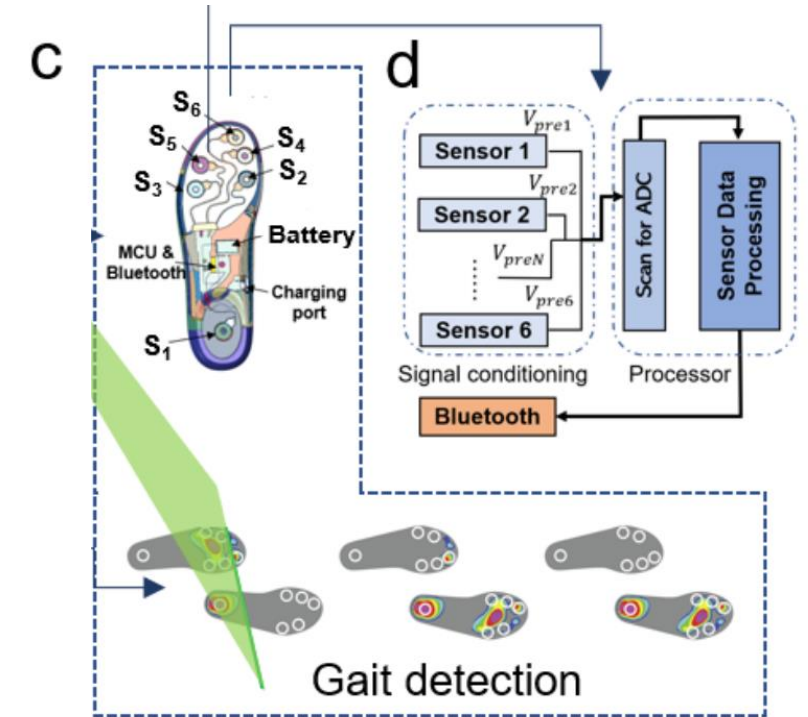 c
d
S6
S5
S4
S3
S2
Battery
MCU &
Bluetooth
Charging
port
S1
Vpre1
Sensor 1
Vpre2
Sensor 2
VpreN
Vpre6
Sensor 6
Scan for ADC
Sensor Data
Processing
Signal conditioning
Processor
Bluetooth
Gait detection